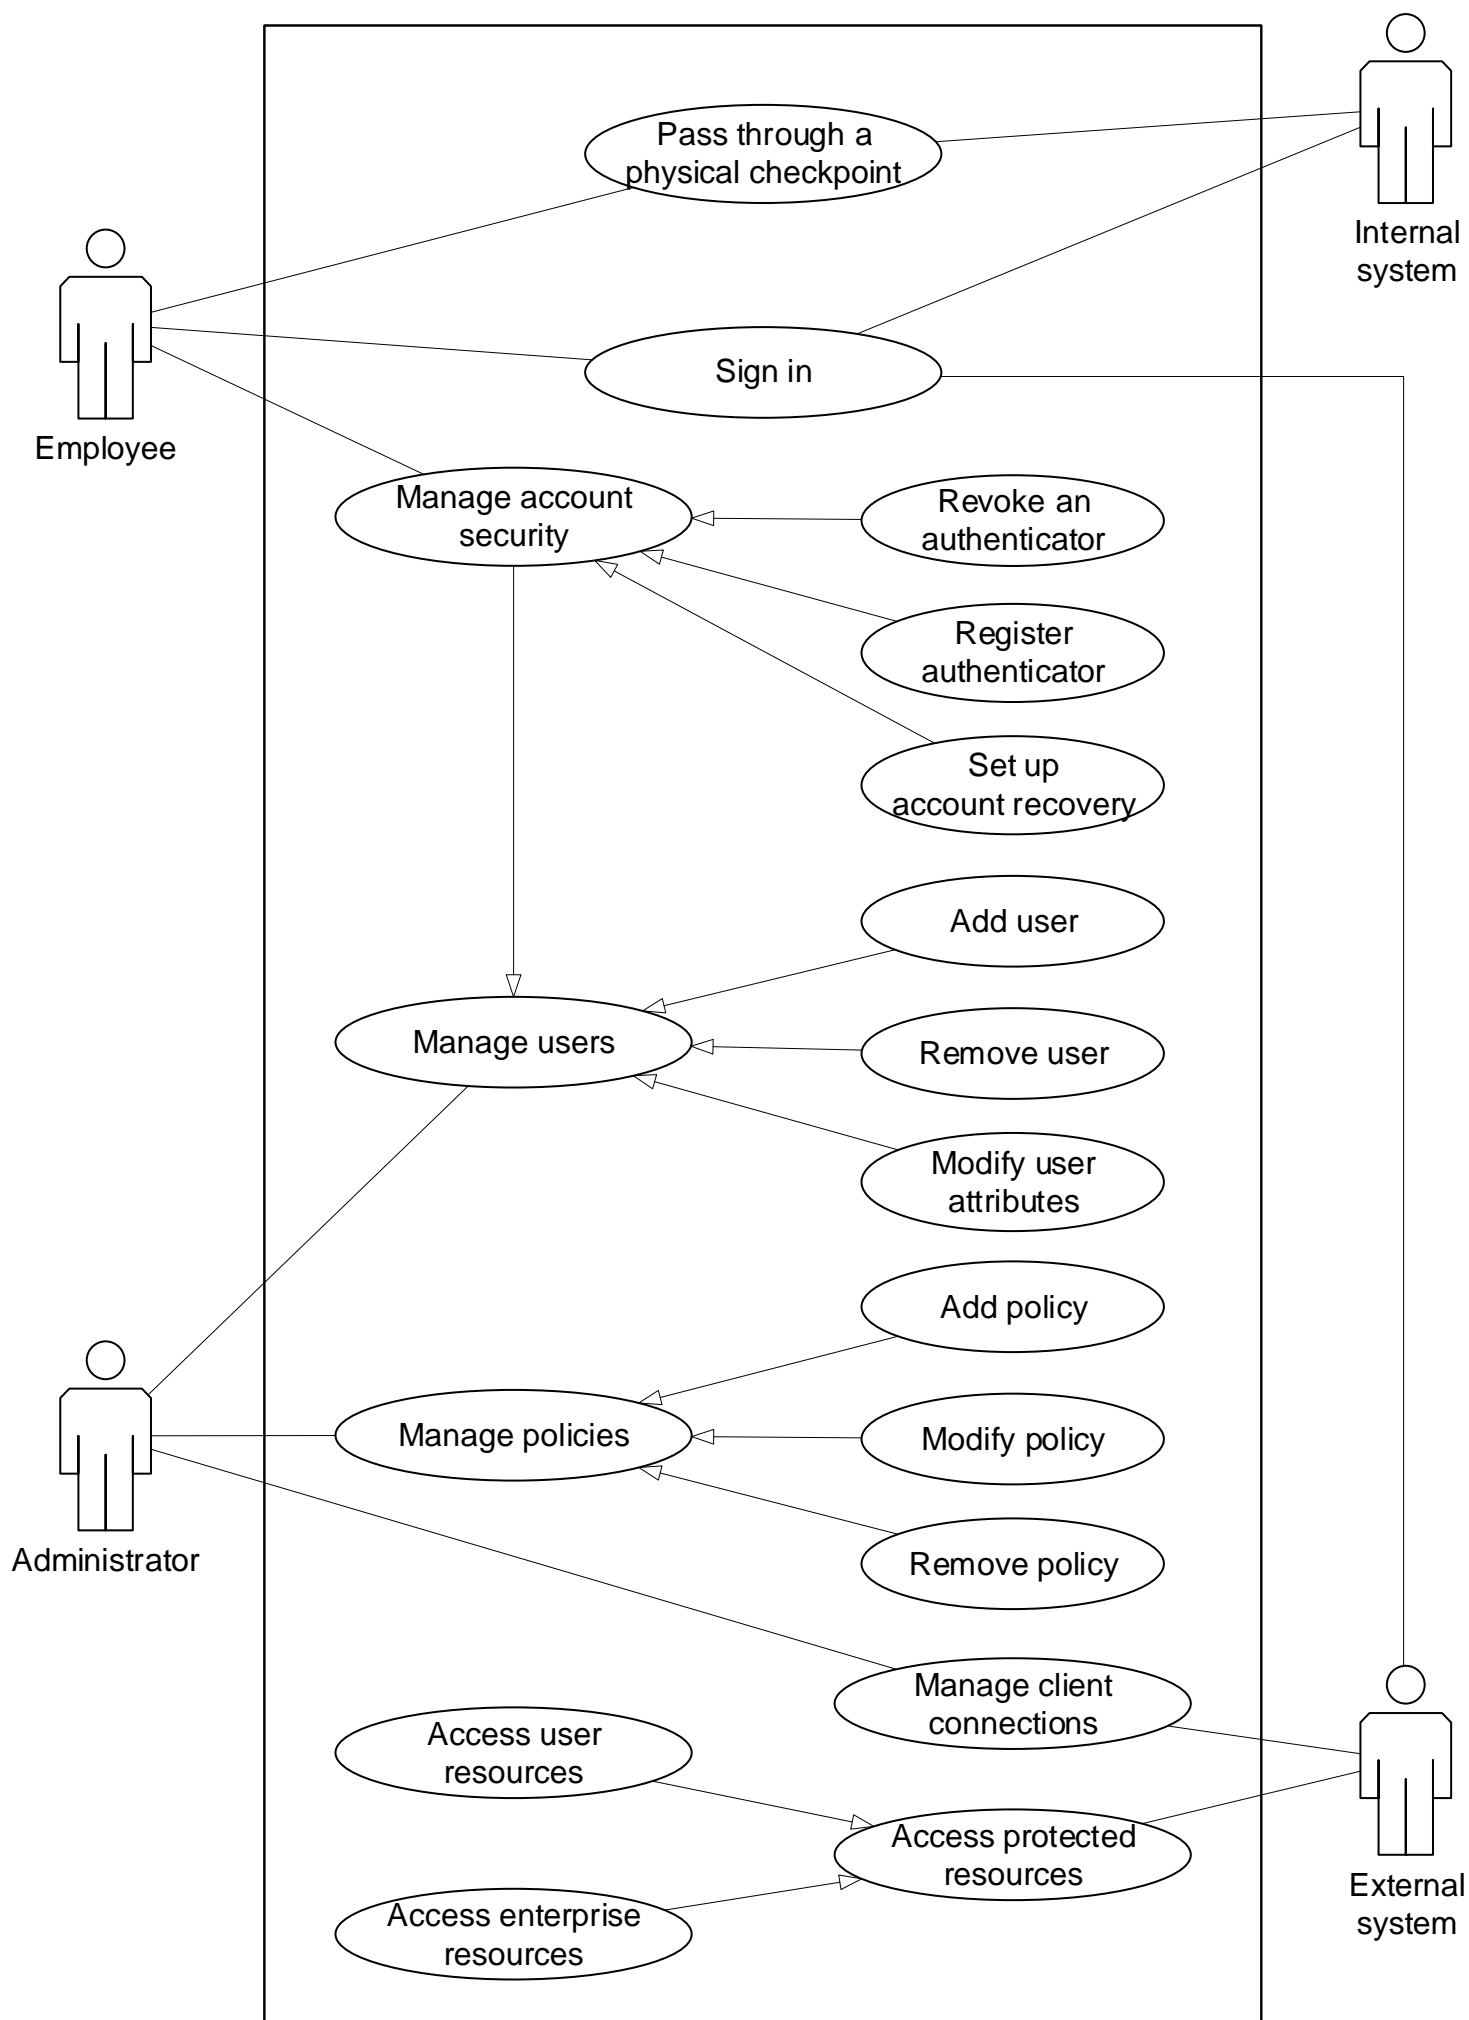 Pass through a
physical checkpoint
Internal
system
Sign in
Employee
Manage account
security
Revoke an
authenticator
Register
authenticator
Set up
account recovery
Add user
Manage users
Remove user
Modify user
attributes
Add policy
Manage policies
Modify policy
Administrator
Remove policy
Manage client
connections
Access user
resources
Access protected
resources
External
system
Access enterprise
resources